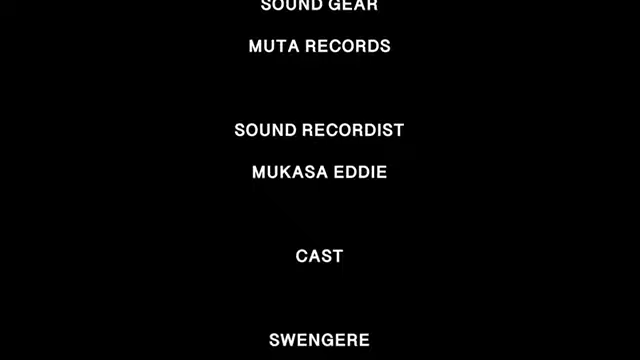 SOUND GEAR
MUTA RECORDS
SOUND RECORDIST
MUKASA EDDIE
CAST
SWENGERE